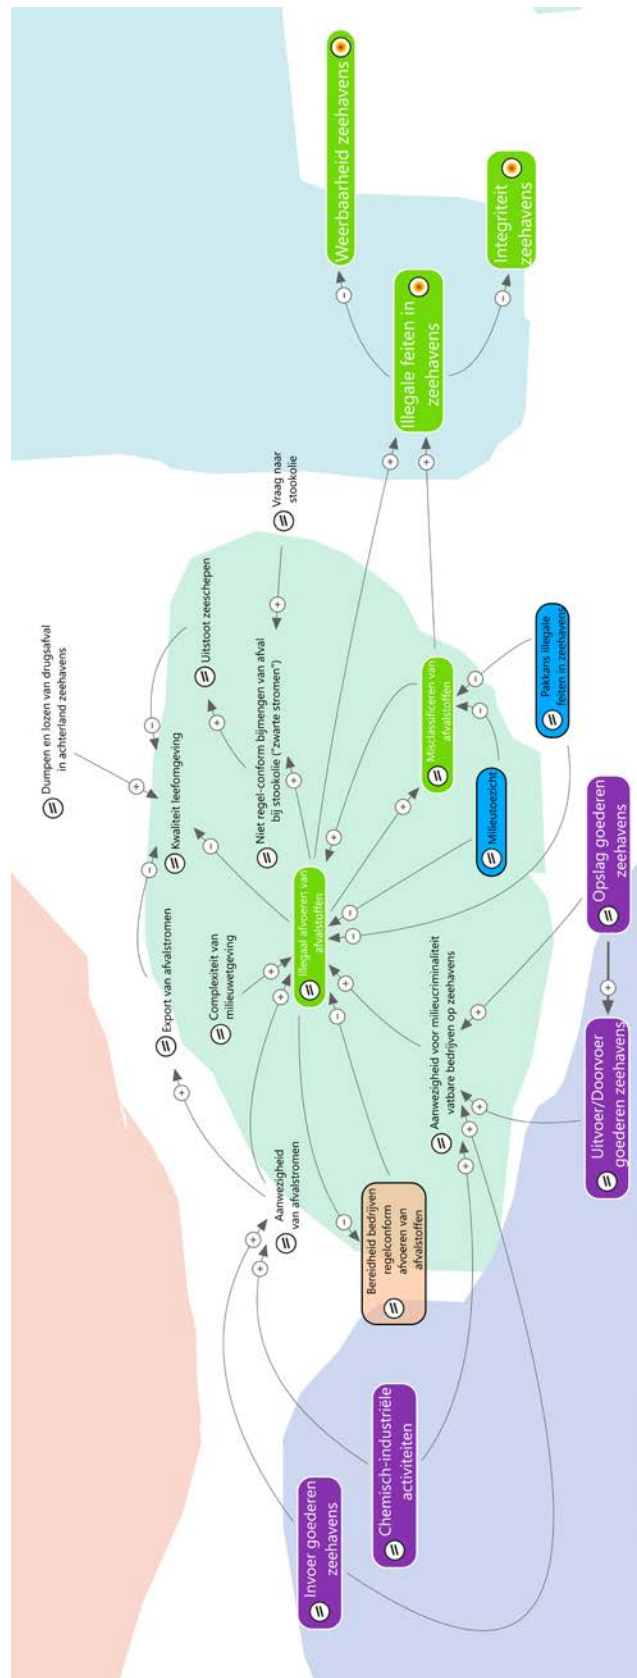 Weerbaarheid zeehavens
Integriteit
zeehavens
Illegale feiten in
zeehavens
Dumpen en lozen van drugsafval
in achterland zeehavens
Vraag naar
stookolie
Uitstoot zeeschepen
Kwaliteit leefomgeving
Niet regel-conform bijmengen van afval
bij stookolie ("zwarte stromen")
Export van afvalstromen
Complexiteit van
milieuwetgeving
Illegaal afvoeren van
afvalstoffen
Misclassificeren van
afvalstoffen
Pakkans illegale
feiten in zeehavens
Milieutoezicht
Aanwezigheid
van afvalstromen
Aanwezigheid voor milieucriminaliteit
vatbare bedrijven op zeehavens
Opslag goederen
zeehavens
Uitvoer/Doorvoer
goederen zeehavens
Bereidheid bedrijven
regelconform
afvoeren van
afvalstoffen
Chemisch-industriële
activiteiten
Invoer goederen
zeehavens